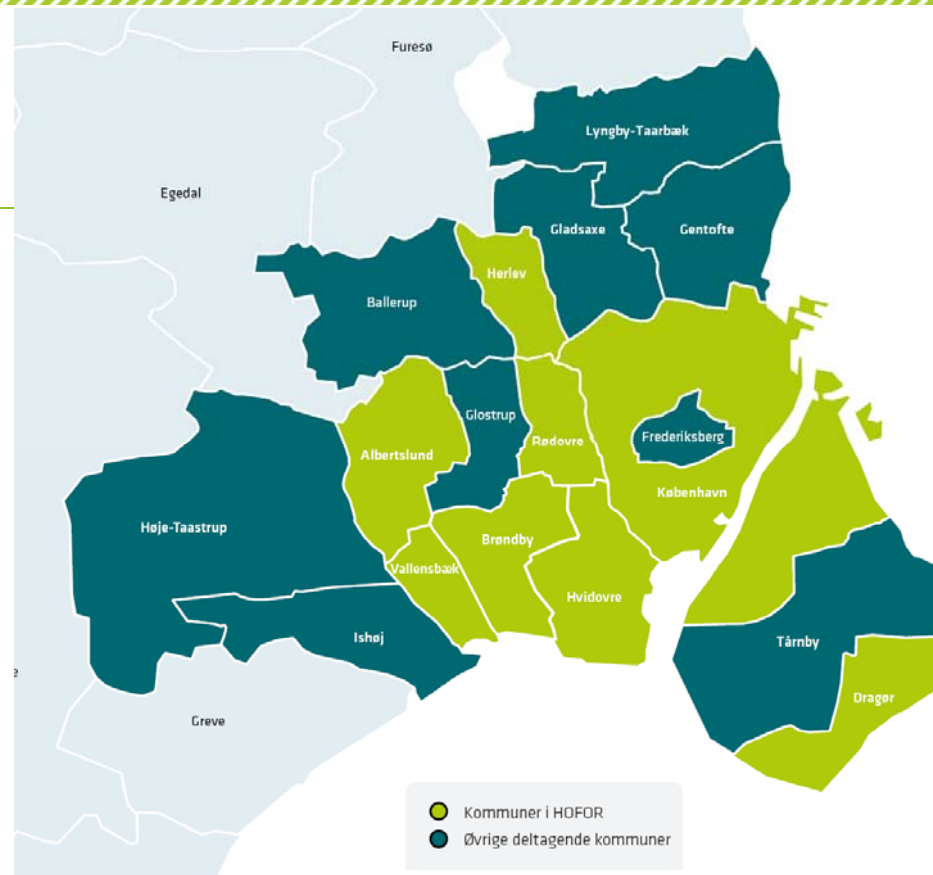 Furesø
Lyngby-Taarbæk
Egedal
Gladsaxe
Gentofte
Herlev
Ballerup
Glostrup
Rødovre
Frederiksberg
Albertslund
København
Høje-Taastrup
Brøndby
Vallensbæk
Hvidovre
Ishøj
Tårnby
e
Dragør
Greve
Kommuner i HOFOR
Øvrige deltagende kommuner